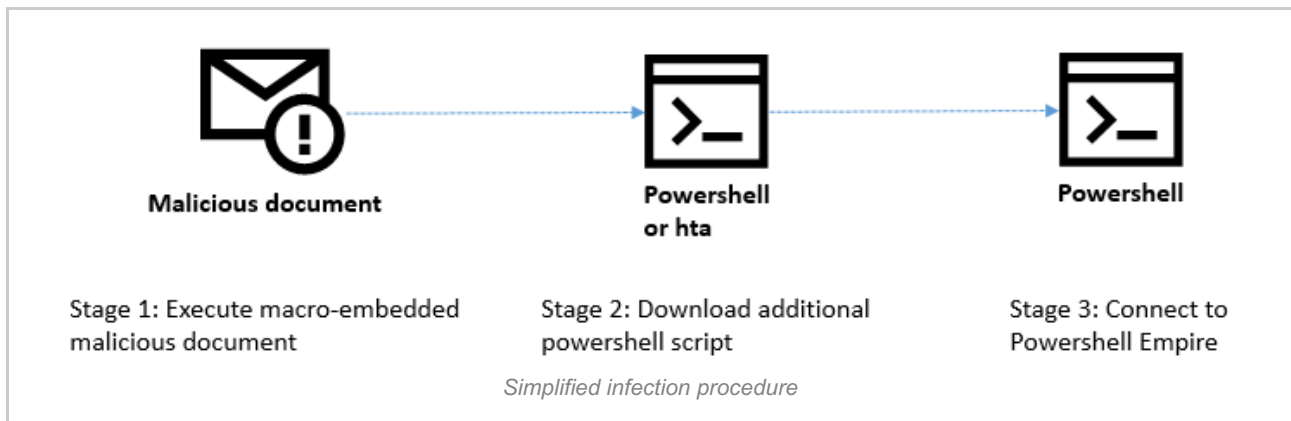 Malicious document
Powershell
or hta
Powershell
Stage 1: Execute macro-embedded
malicious document
Stage 2: Download additional
powershell script
Stage 3: Connect to
Powershell Empire
Simplified infection procedure